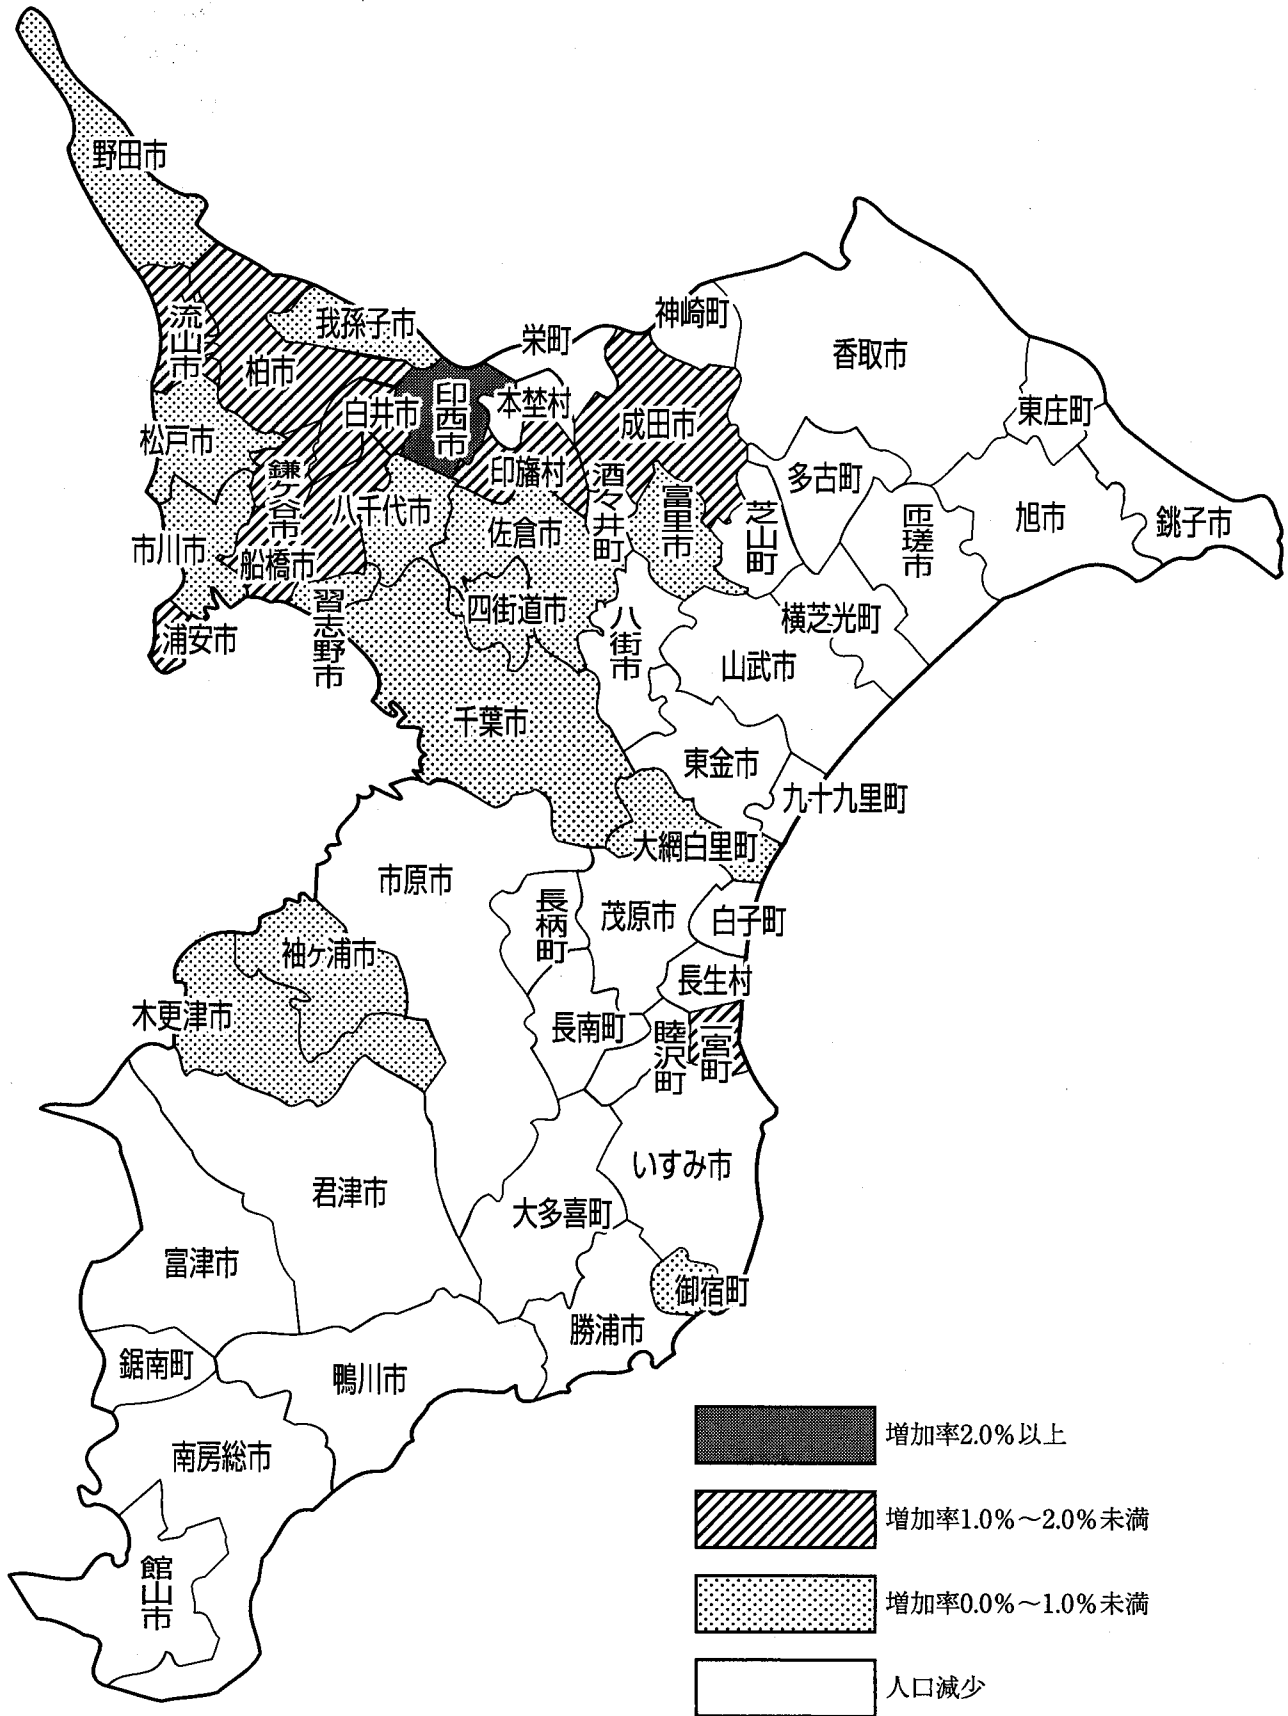 野田市
流山市
柏市
我孫子市
栄町
神崎町
香取市
東庄町
銚子市
旭市
匝瑳市
多古町
芝山町
成田市
富里市
酒々井町
本埜村
印西市
印旛村
白井市
松戸市
鎌ケ谷市
八千代市
佐倉市
市川市
船橋市
習志野市
浦安市
四街道市
八街市
横芝光町
山武市
千葉市
東金市
九十九里町
大網白里町
市原市
長柄町
茂原市
白子町
長生村
袖ヶ浦市
木更津市
長南町
睦沢町
一宮町
いすみ市
君津市
大多喜町
富津市
御宿町
勝浦市
鋸南町
鴨川市
南房総市
館山市
増加率2.0%以上
増加率1.0%～2.0%未満
増加率0.0%～1.0%未満
人口減少